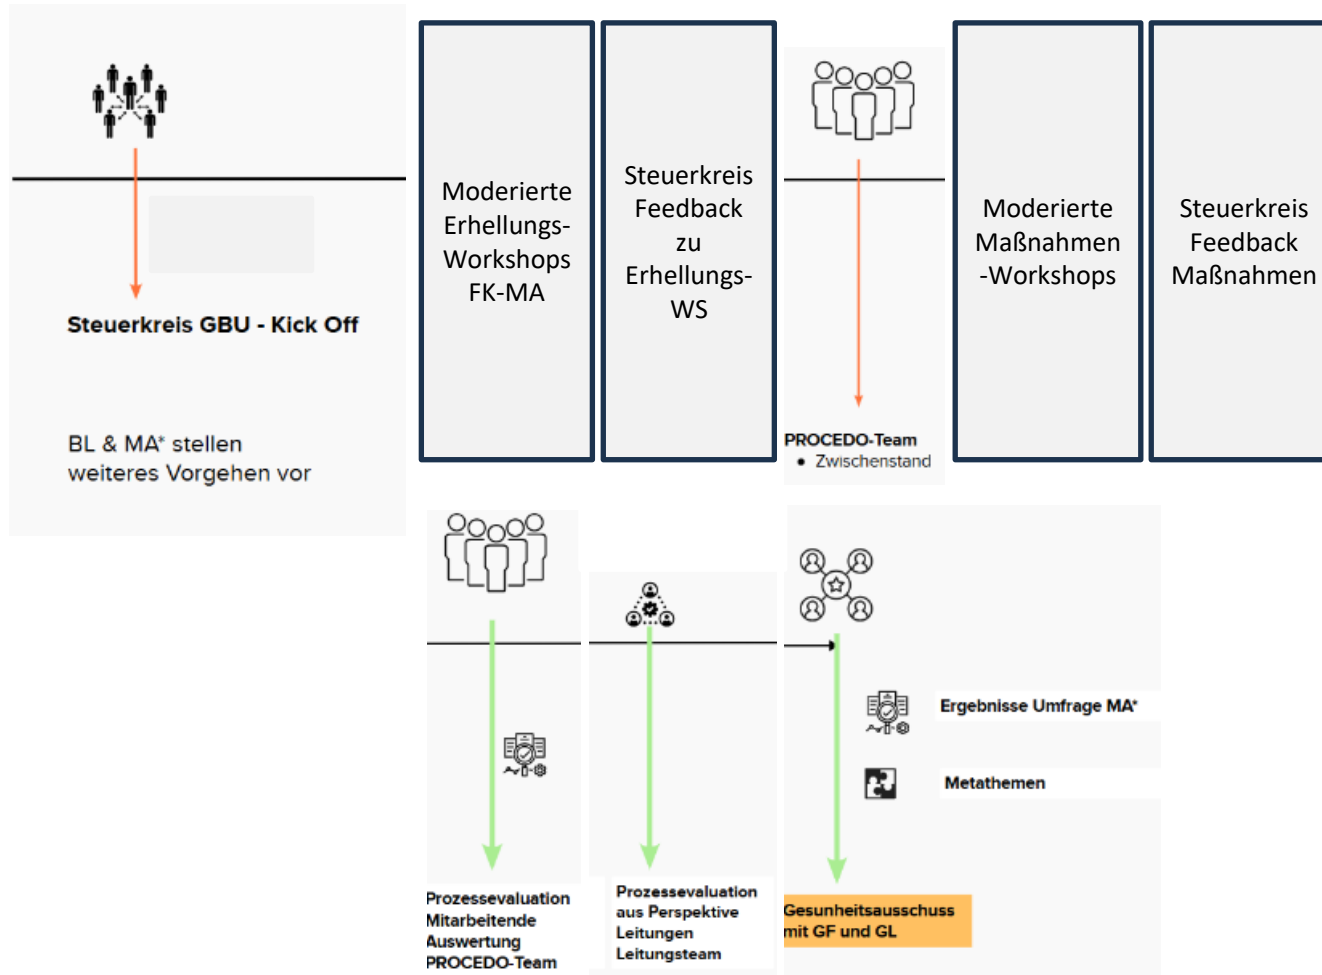 Steuerkreis GBU - Kick Off
BL & MA* stellen
weiteres Vorgehen vor
Moderierte
Erhellungs-
Workshops
FK-MA
Steuerkreis
Feedback
zu
Erhellungs-
WS
PROCEDO-Team
• Zwischenstand
Moderierte
Maßnahmen
-Workshops
Steuerkreis
Feedback
Maßnahmen
Prozessevaluation
Mitarbeitende
Auswertung
PROCEDO-Team
Prozessevaluation
aus Perspektive
Leitungen
Leitungsteam
Ergebnisse Umfrage MA*
Metathemen
Gesunheitsausschuss
mit GF und GL